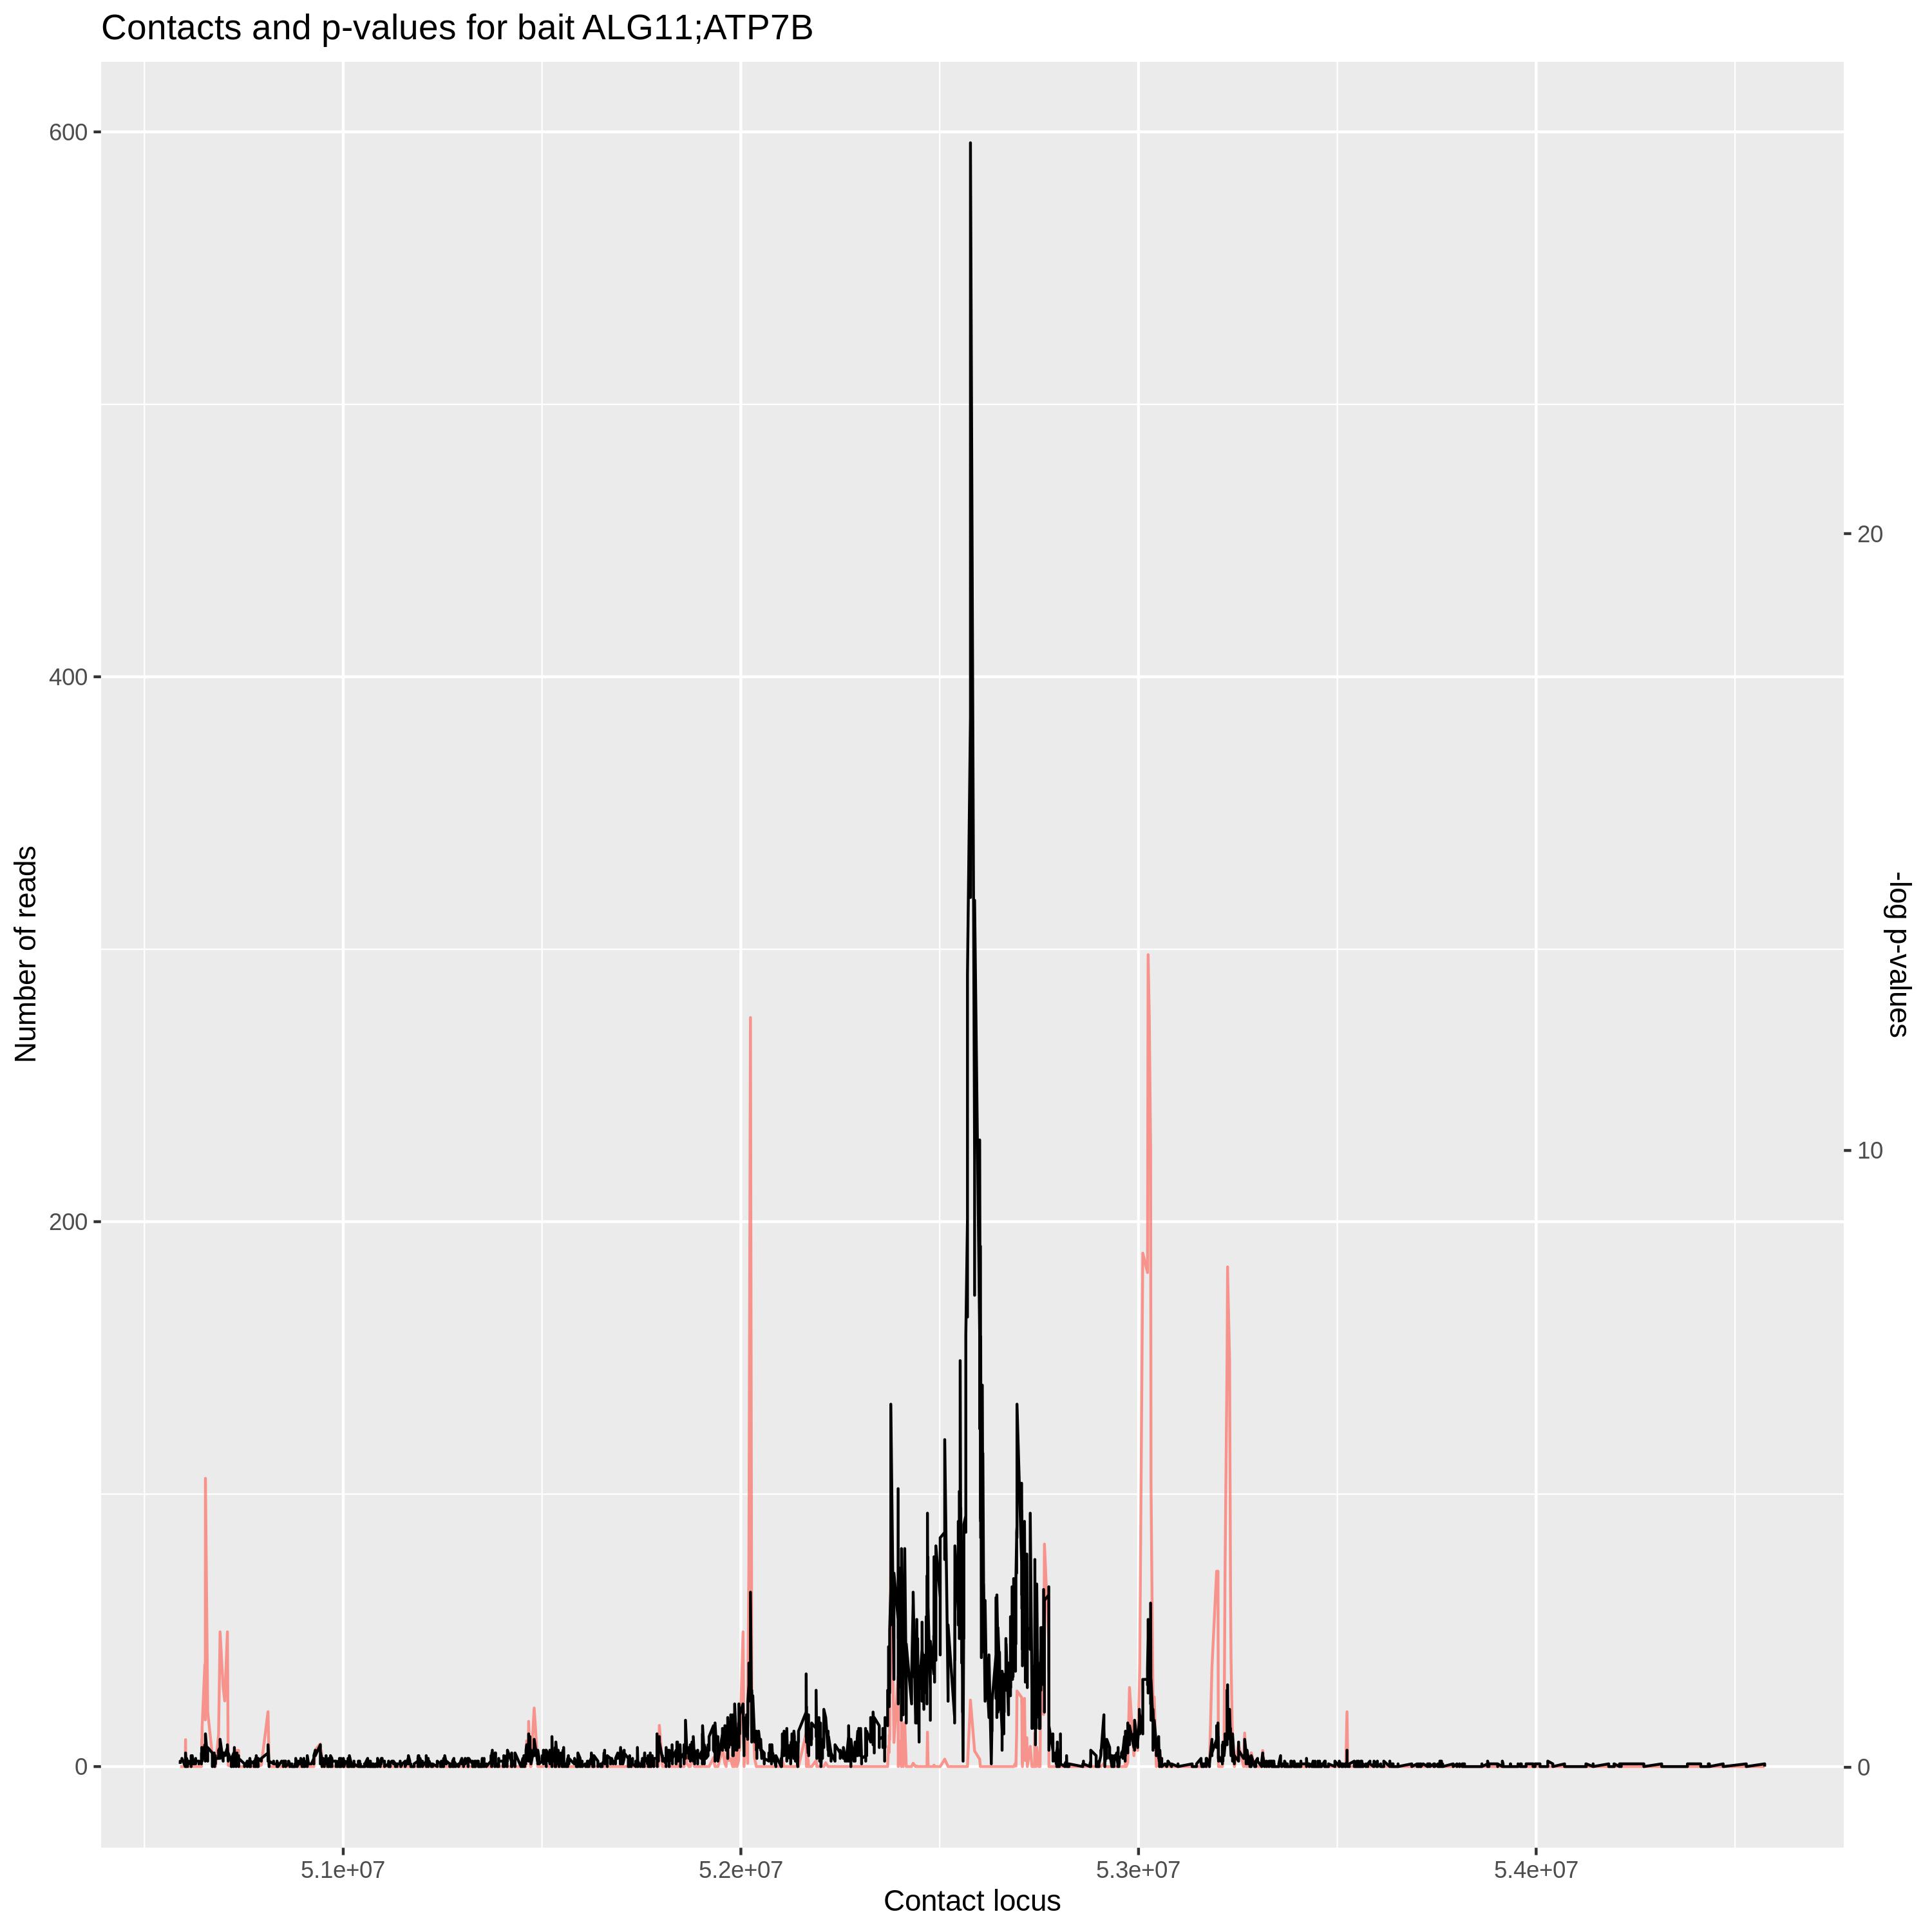 Contacts and p-values for bait ALG11;ATP7B
600
400
200
0
Number of reads
20
10
0
-log p-values
5.1e+07
5.2e+07
5.3e+07
5.4e+07
Contact locus